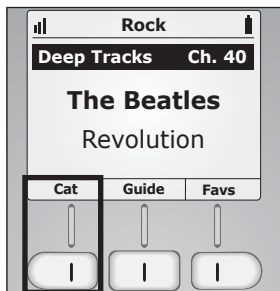 Rock
Deep Tracks Ch. 40
The Beatles
Revolution
Cat Guide Favs